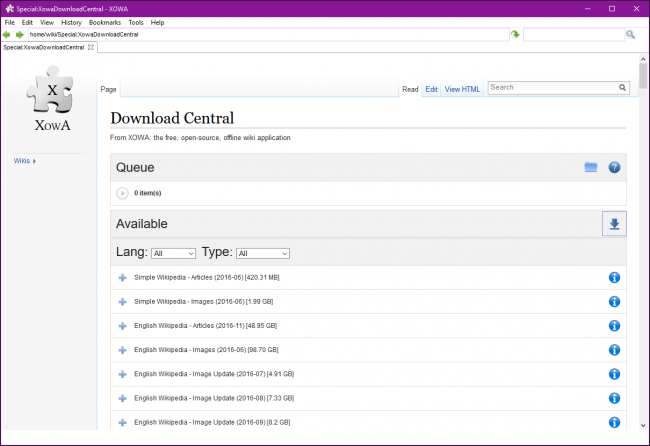 Special:XowaDownloadCentral - XOWA
File Edit View History Bookmarks Tools Help
home/wiki/Special:XowaDownloadCentral
Special:XowaDownloadCentral
X
XOWA
Wikis
Page
Read Edit View HTML Search
Download Central
From XOWA: the free, open-source, offline wiki application
Queue
0 item(s)
Available
Lang: All Type: All
Simple Wikipedia - Articles (2016-06) [420.31 MB]
Simple Wikipedia - Images (2016-06) [1.99 GB]
English Wikipedia - Articles (2016-11) [48.95 GB]
English Wikipedia - Images (2016-06) [98.70 GB]
English Wikipedia - Image Update (2016-07) [4.91 GB]
English Wikipedia - Image Update (2016-08) [7.33 GB]
English Wikipedia - Image Update (2016-09) [8.2 GB]